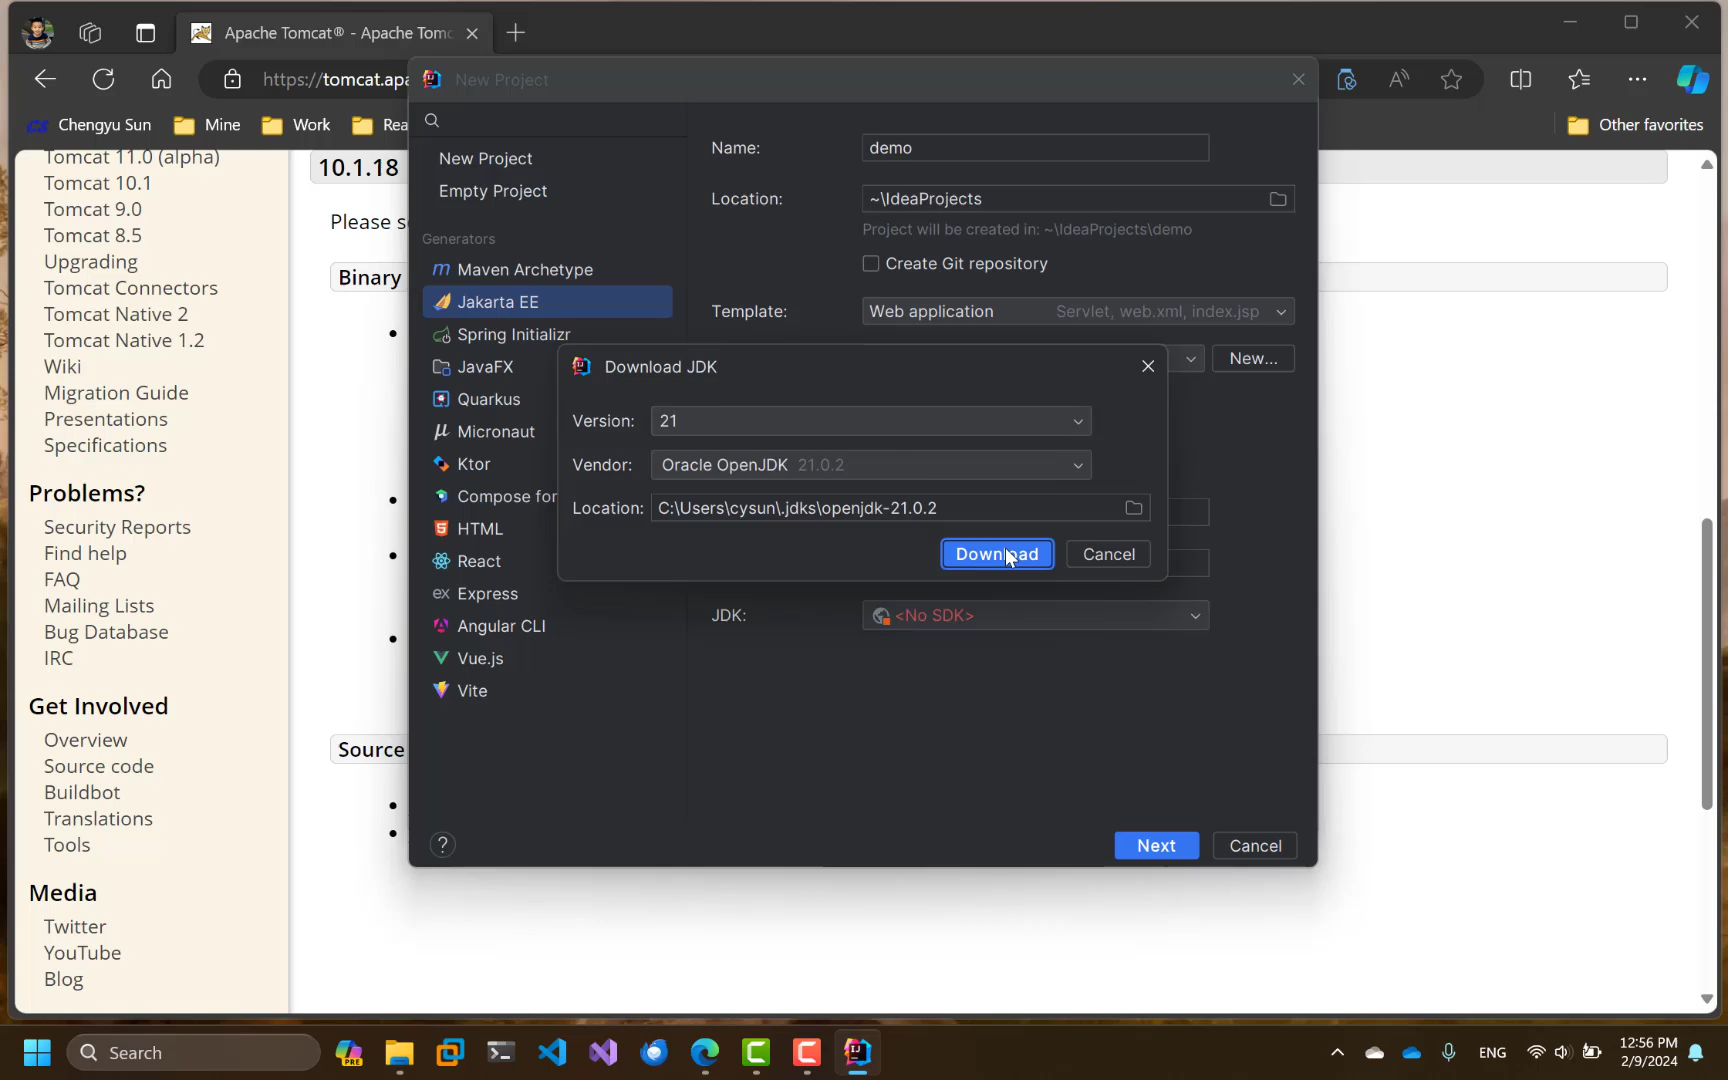 Apache Tomcat® - Apache Tomc
https://tomcat.apa
Chengyu Sun
Mine
Work
Rea
Other favorites
Tomcat 11.0 (alpha)
Tomcat 10.1
Tomcat 9.0
Tomcat 8.5
Upgrading
Tomcat Connectors
Tomcat Native 2
Tomcat Native 1.2
Wiki
Migration Guide
Presentations
Specifications
Problems?
Security Reports
Find help
FAQ
Mailing Lists
Bug Database
IRC
Get Involved
Overview
Source code
Buildbot
Translations
Tools
Media
Twitter
YouTube
Blog
10.1.18
Please s
Binary
Source
New Project
New Project
Empty Project
Generators
Maven Archetype
Jakarta EE
Spring Initializr
JavaFX
Quarkus
Micronaut
Ktor
Compose for
HTML
React
Express
Angular CLI
Vue.js
Vite
Name: demo
Location: ~\IdeaProjects
Project will be created in: ~\IdeaProjects\demo
Create Git repository
Template: Web application Servlet, web.xml, index.jsp
New...
JDK: <No SDK>
Next Cancel
Download JDK
Version: 21
Vendor: Oracle OpenJDK 21.0.2
Location: C:\Users\cysun\.jdks\openjdk-21.0.2
Download Cancel
Search
PRE
ENG
12:56 PM
2/9/2024